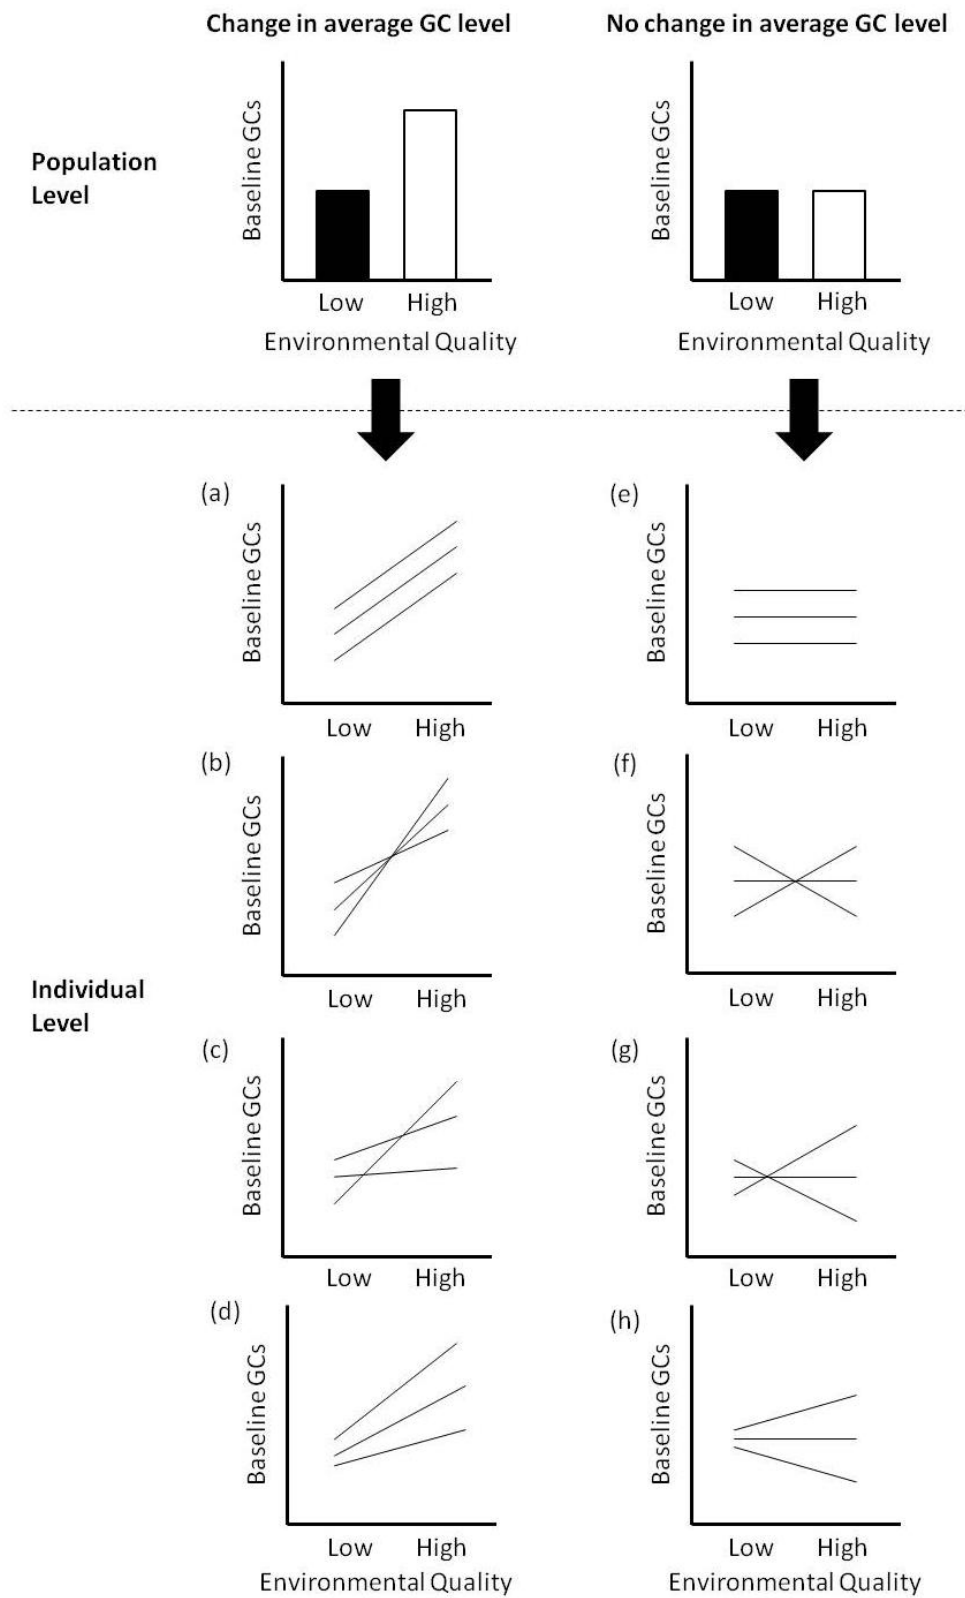 Change in average GC level
No change in average GC level
Population
Level
Baseline GCs
Low
High
Environmental Quality
Baseline GCs
Low
High
Environmental Quality
Individual
Level
(a)
Baseline GCs
Low
High
(e)
Baseline GCs
Low
High
(b)
Baseline GCs
Low
High
(f)
Baseline GCs
Low
High
(c)
Baseline GCs
Low
High
(g)
Baseline GCs
Low
High
(d)
Baseline GCs
Low
High
Environmental Quality
(h)
Baseline GCs
Low
High
Environmental Quality